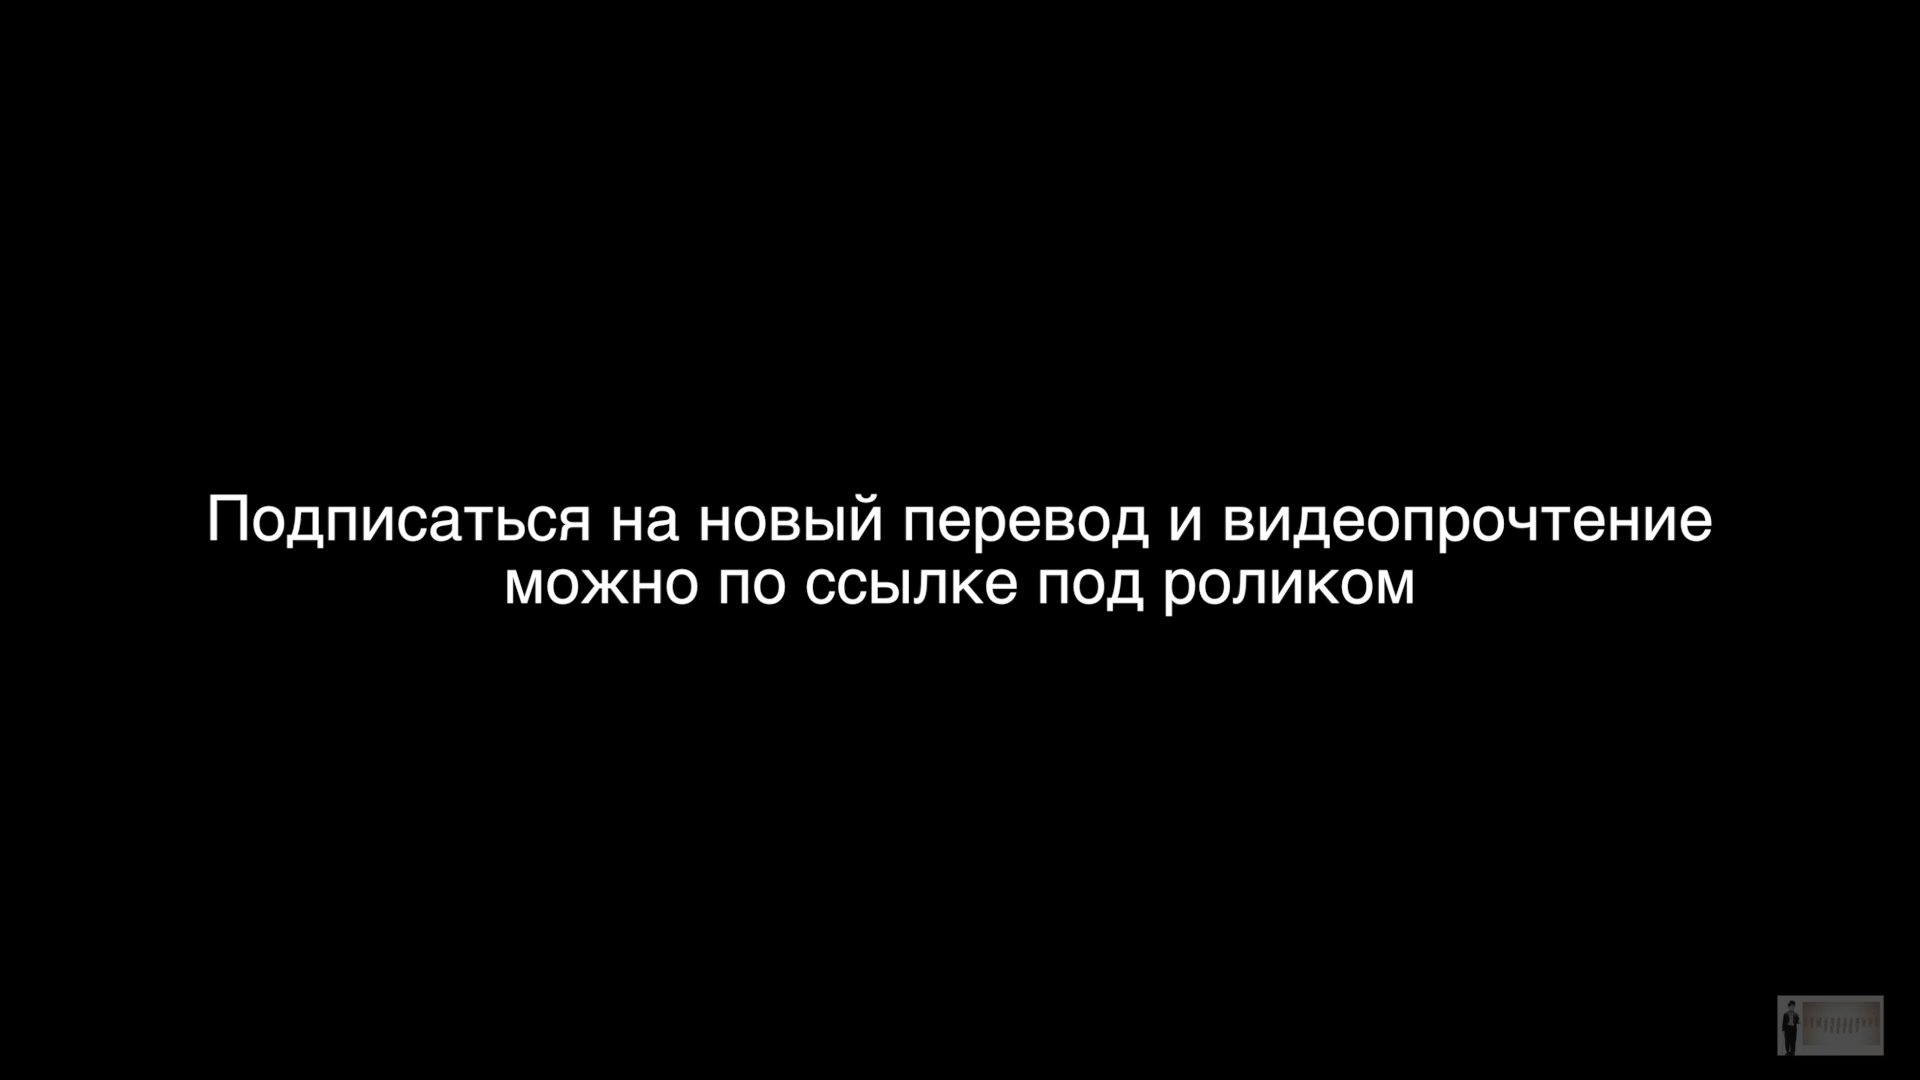 Подписаться на новый перевод и видеопрочтение
можно по ссылке под роликом